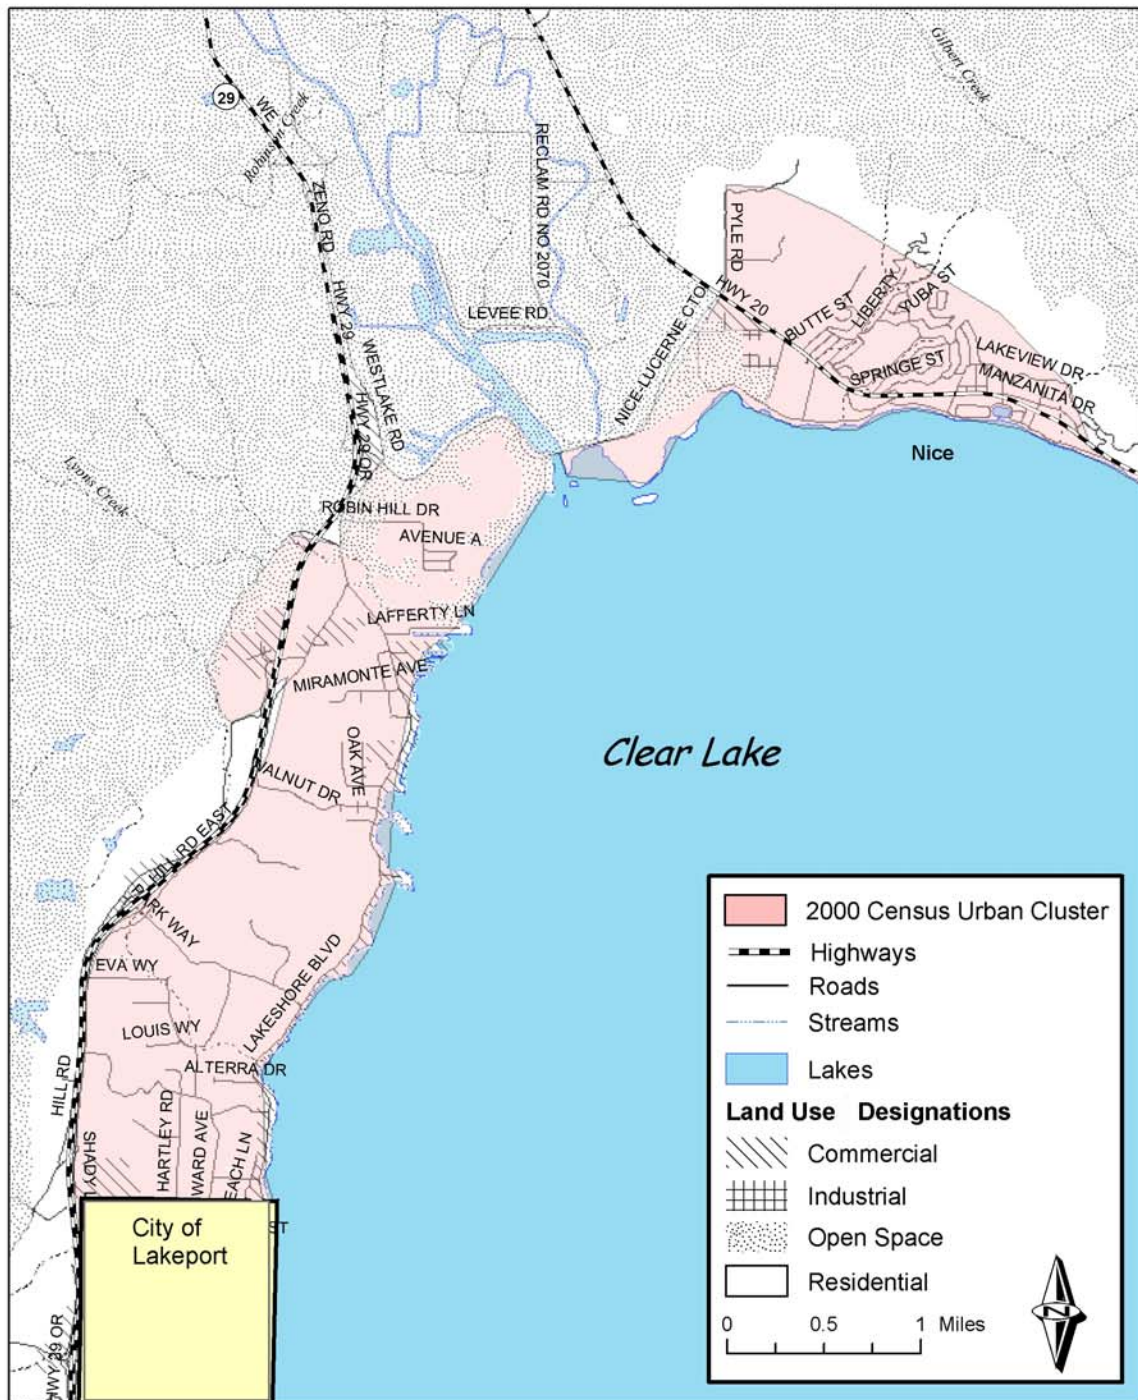 Gilbert Creek
29
WE
Robinson Creek
ZENO RD
RECLAM RD NO 2070
PYLE RD
HWY 20
HWY 29
LEVEE RD
NICE-LUCERNE CTO
BUTTE ST
LIBERTY
YUBA ST
WESTLAKE RD
SPRINGE ST
LAKEVIEW DR
MANZANITA DR
HWY 29 OR
Nice
Lyons Creek
ROBIN HILL DR
AVENUE A
LAFFERTY LN
MIRAMONTE AVE
OAK AVE
Clear Lake
WALNUT DR
HILL RD EAST
RK WAY
EVA WY
LAKESHORE BLVD
LOUIS WY
ALTERRA DR
HILL RD
HARTLEY RD
WARD AVE
EACH LN
SHADY L
ST
City of
Lakeport
HWY 29 OR
2000 Census Urban Cluster
Highways
Roads
Streams
Lakes
Land Use Designations
Commercial
Industrial
Open Space
Residential
0 0.5 1 Miles
N